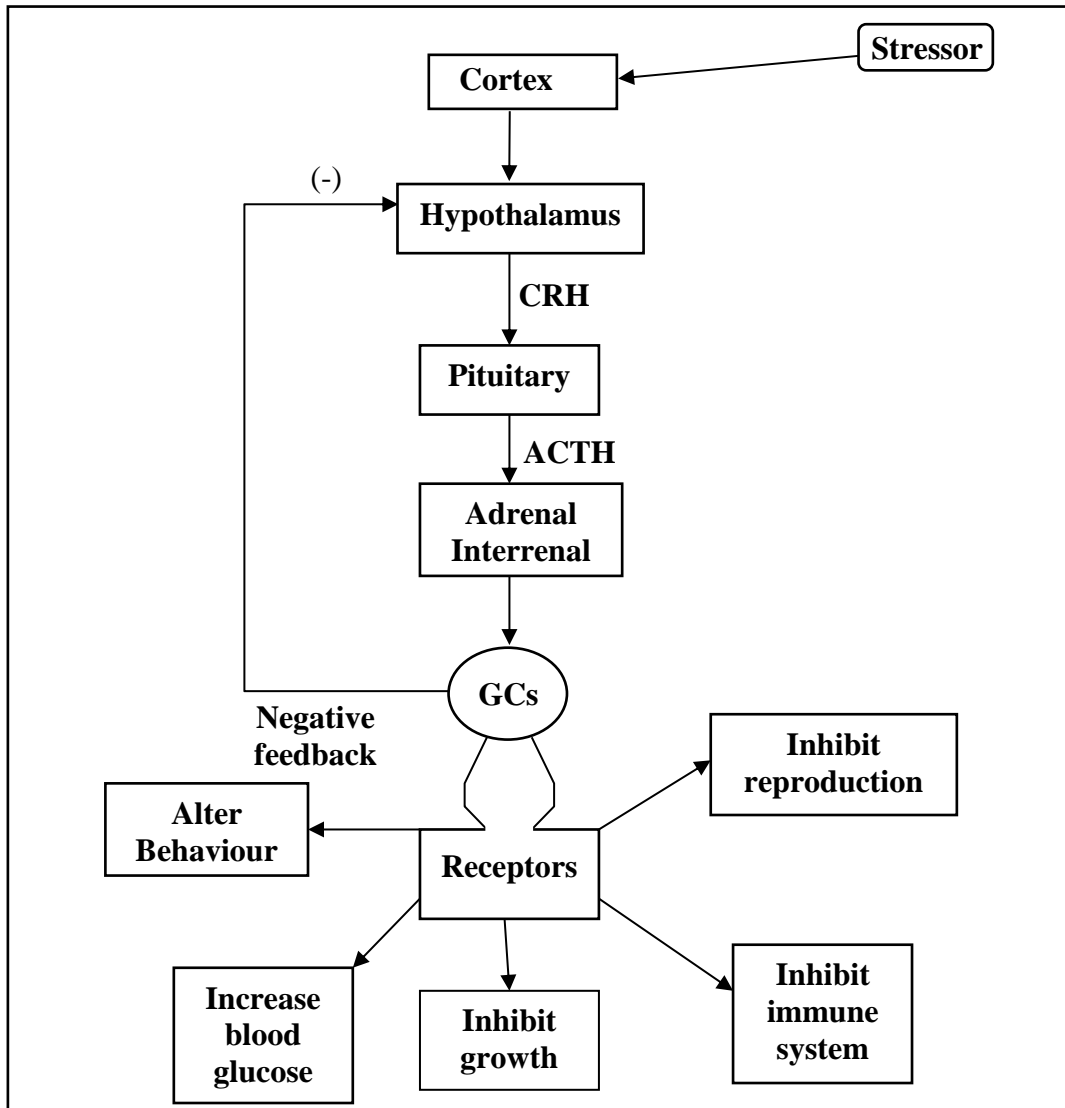 Stressor
Cortex
(-)
Hypothalamus
CRH
Pituitary
ACTH
Adrenal
Interrenal
GCs
Negative
feedback
Inhibit
reproduction
Alter
Behaviour
Receptors
Increase
blood
glucose
Inhibit
growth
Inhibit
immune
system